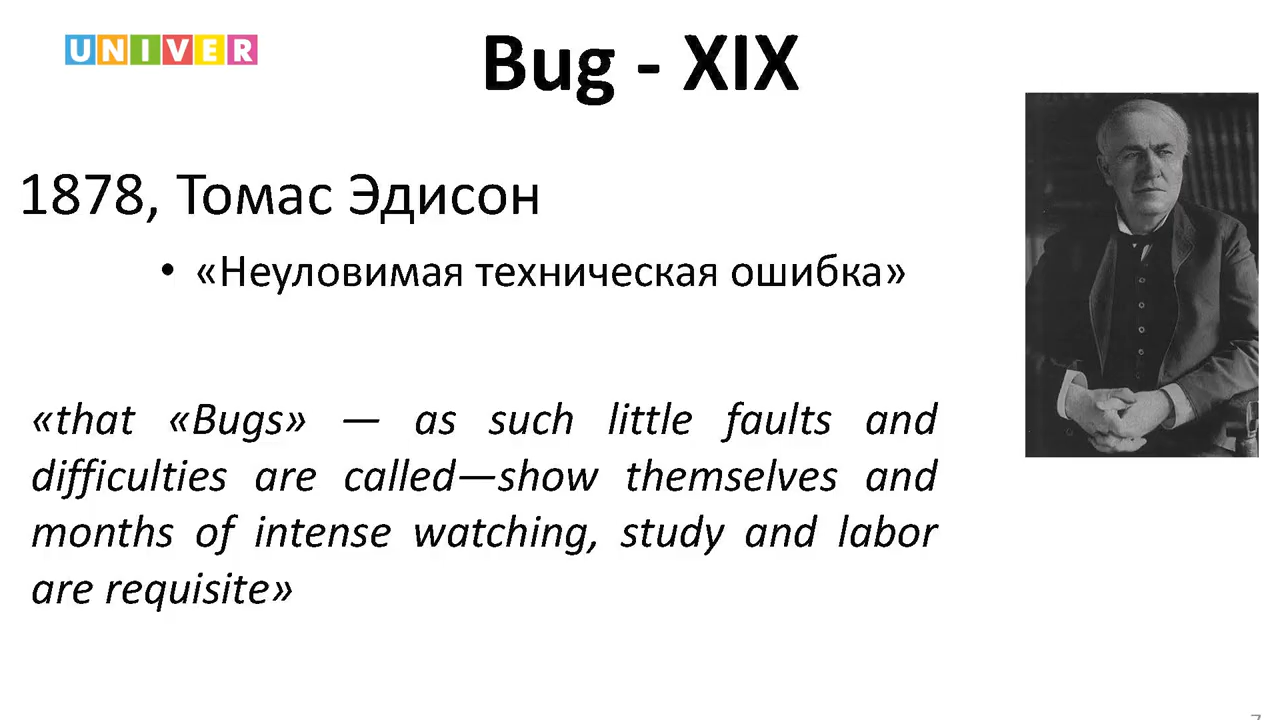 UNIVER
Bug - XIX
1878, Томас Эдисон
• «Неуловимая техническая ошибка»
«that «Bugs» — as such little faults and
difficulties are called—show themselves and
months of intense watching, study and labor
are requisite»